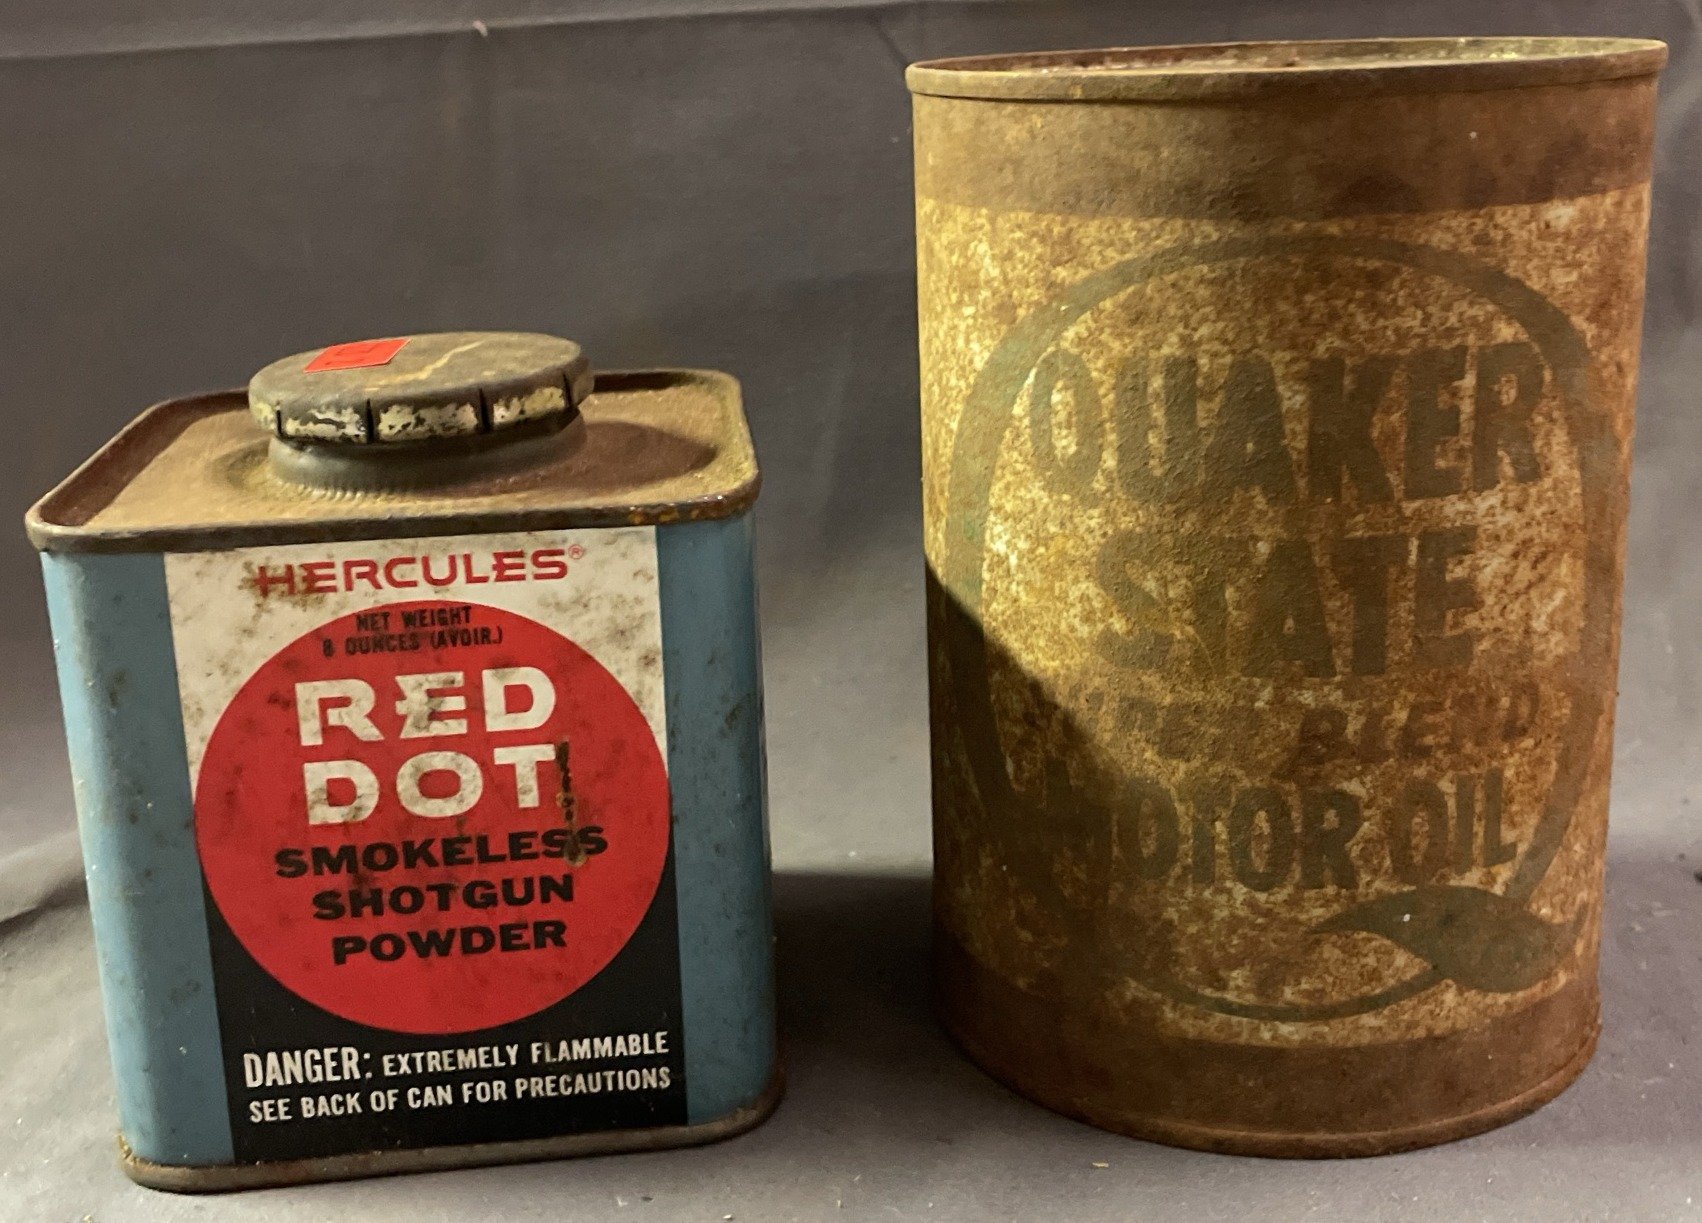 HERCULES®
NET WEIGHT
8 OUNCES (AVOIR.)
RED
DOT
SMOKELESS
SHOTGUN
POWDER
DANGER: EXTREMELY FLAMMABLE
SEE BACK OF CAN FOR PRECAUTIONS
QUAKER
STATE
BLEND
MOTOR OIL